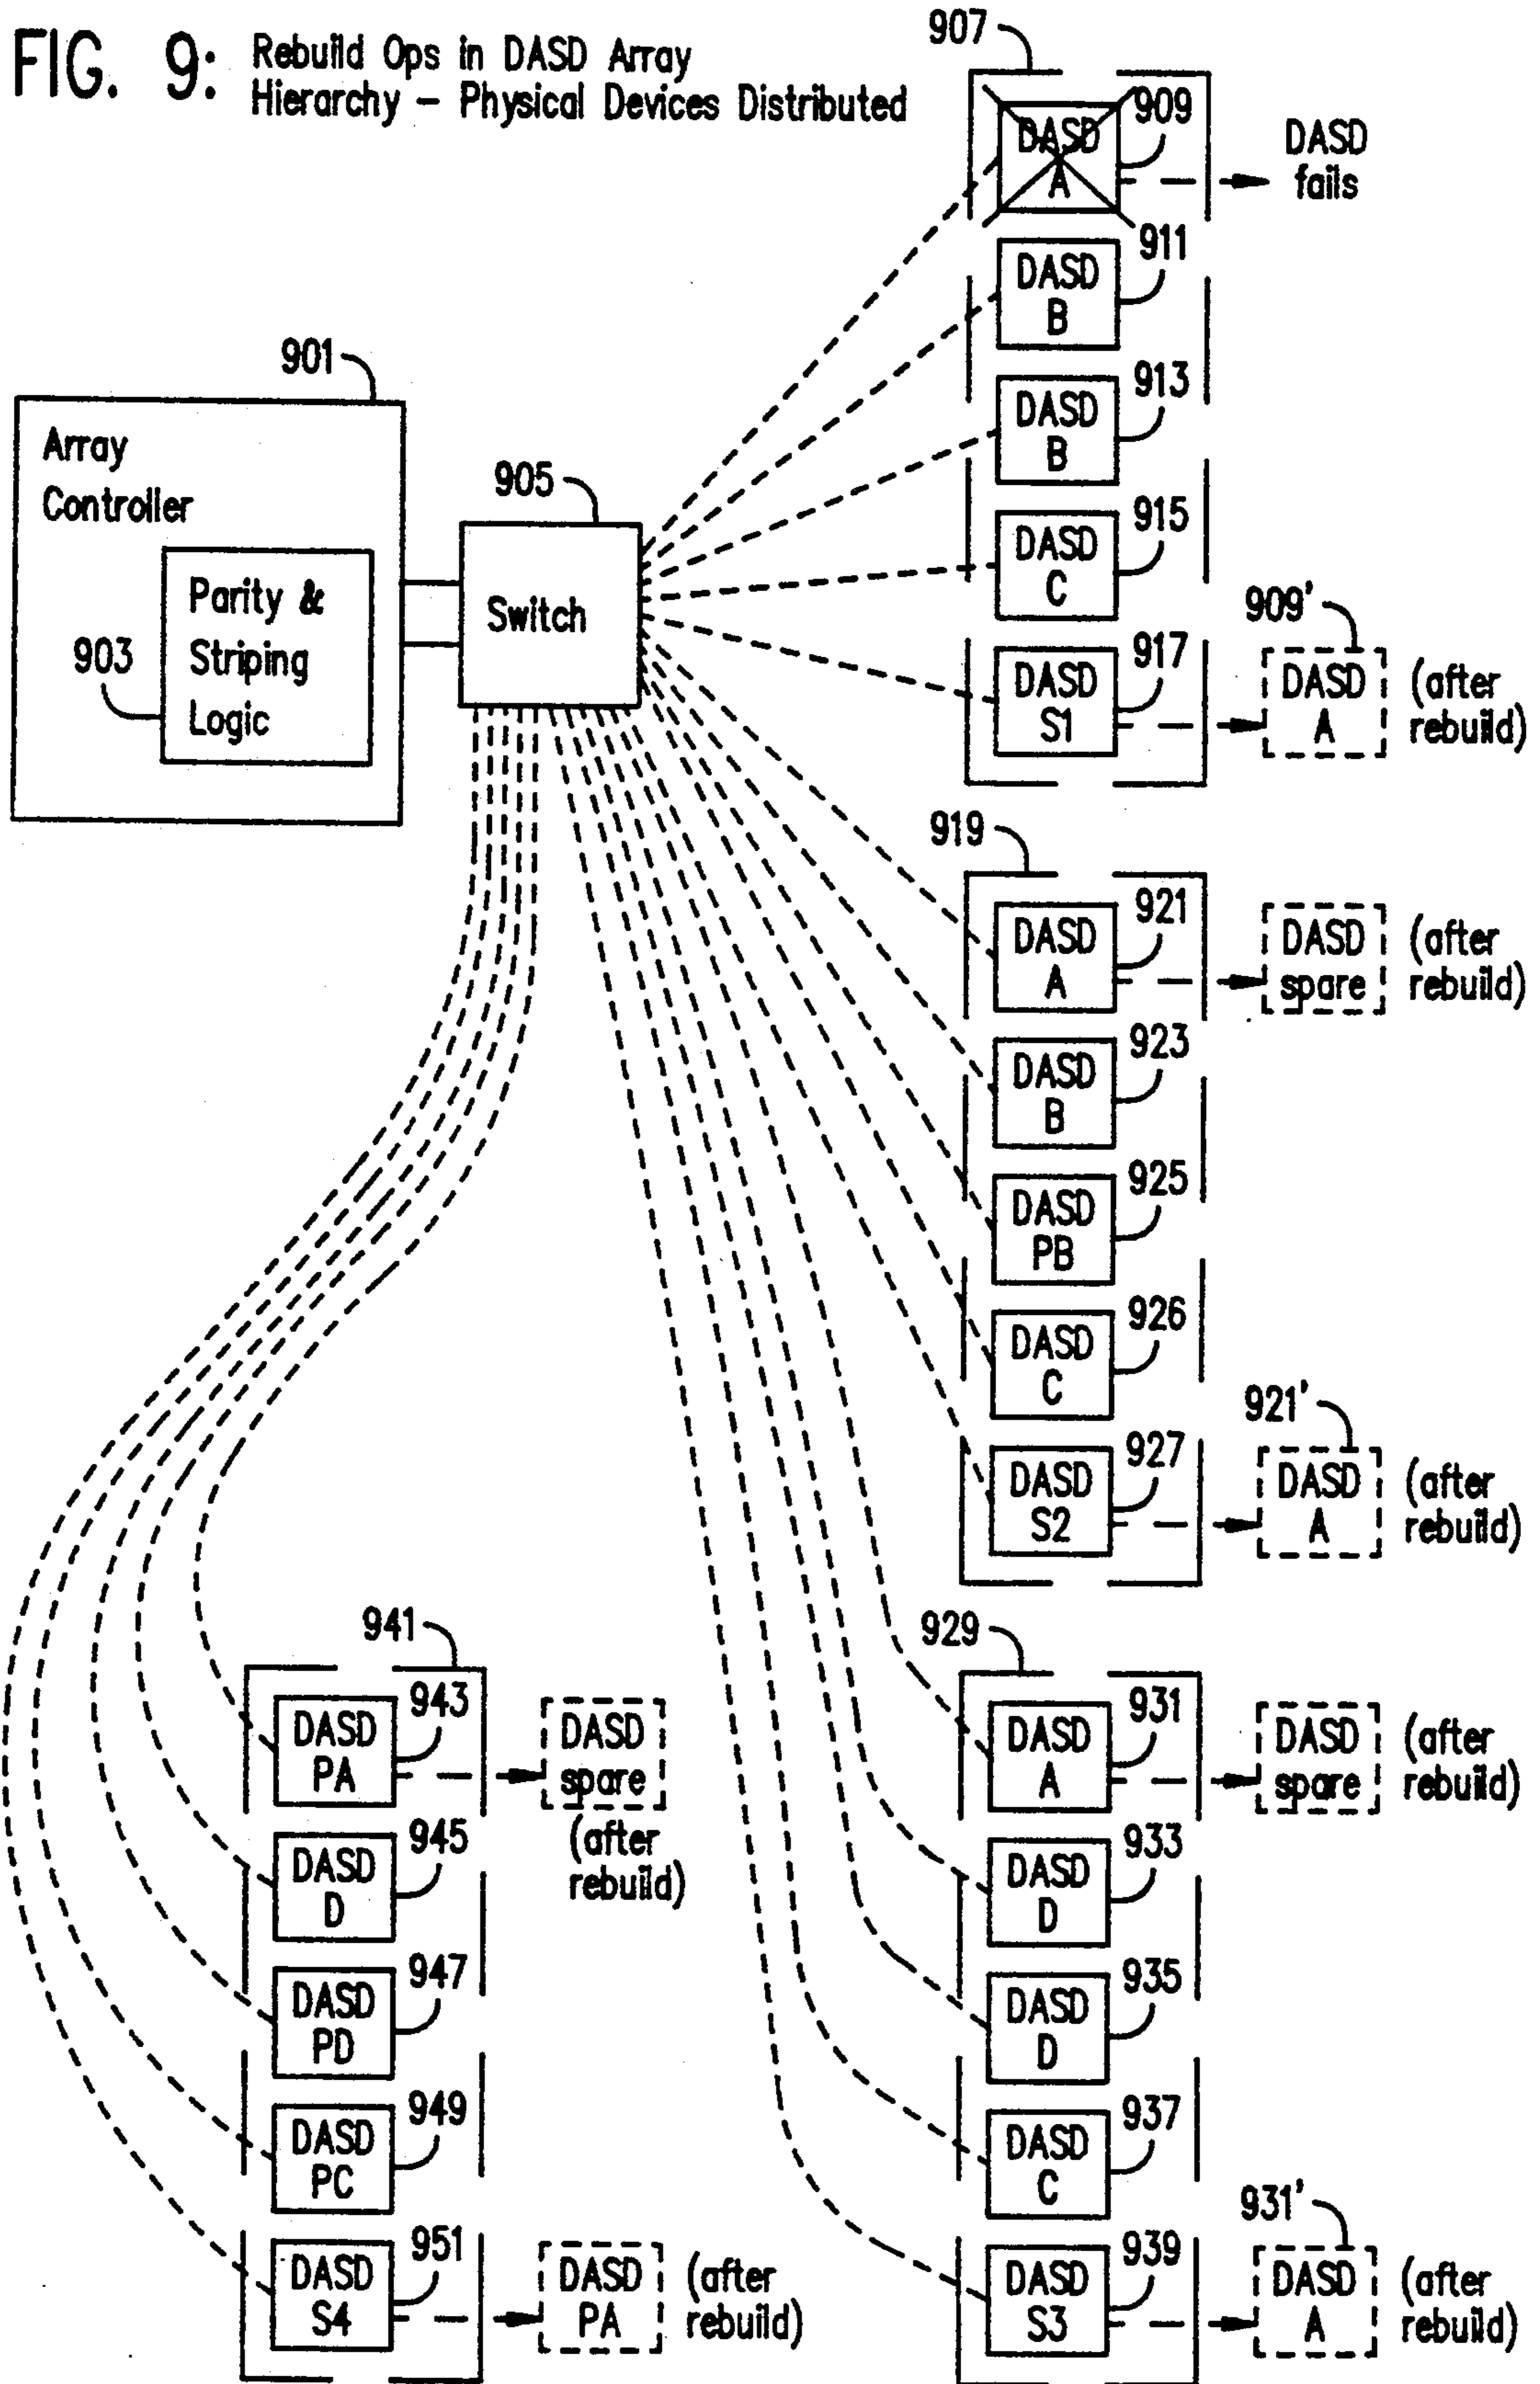 FIG. 9: Rebuild Ops in DASD Array
Hierarchy – Physical Devices Distributed
901
Array
Controller
903
Parity &
Striping
Logic
905
Switch
907
DASD
A
909
DASD
fails
DASD
B
911
DASD
B
913
DASD
C
915
DASD
S1
917
909'
DASD
A
(after
rebuild)
919
DASD
A
921
DASD
spare
(after
rebuild)
DASD
B
923
DASD
PB
925
DASD
C
926
DASD
S2
927
921'
DASD
A
(after
rebuild)
929
DASD
A
931
DASD
spare
(after
rebuild)
DASD
D
933
DASD
D
935
DASD
C
937
DASD
S3
939
931'
DASD
A
(after
rebuild)
941
DASD
PA
943
DASD
spare
(after
rebuild)
DASD
D
945
DASD
PD
947
DASD
PC
949
DASD
S4
951
DASD
PA
(after
rebuild)